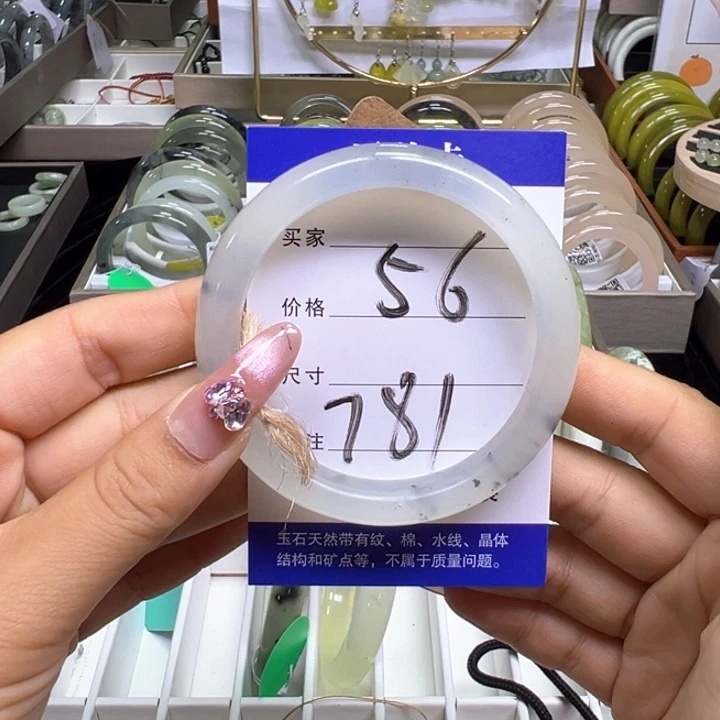 买家
56
价格
尺寸
781
注
玉石天然带有纹、棉、水线、晶体
结构和矿点等，不属于质量问题。